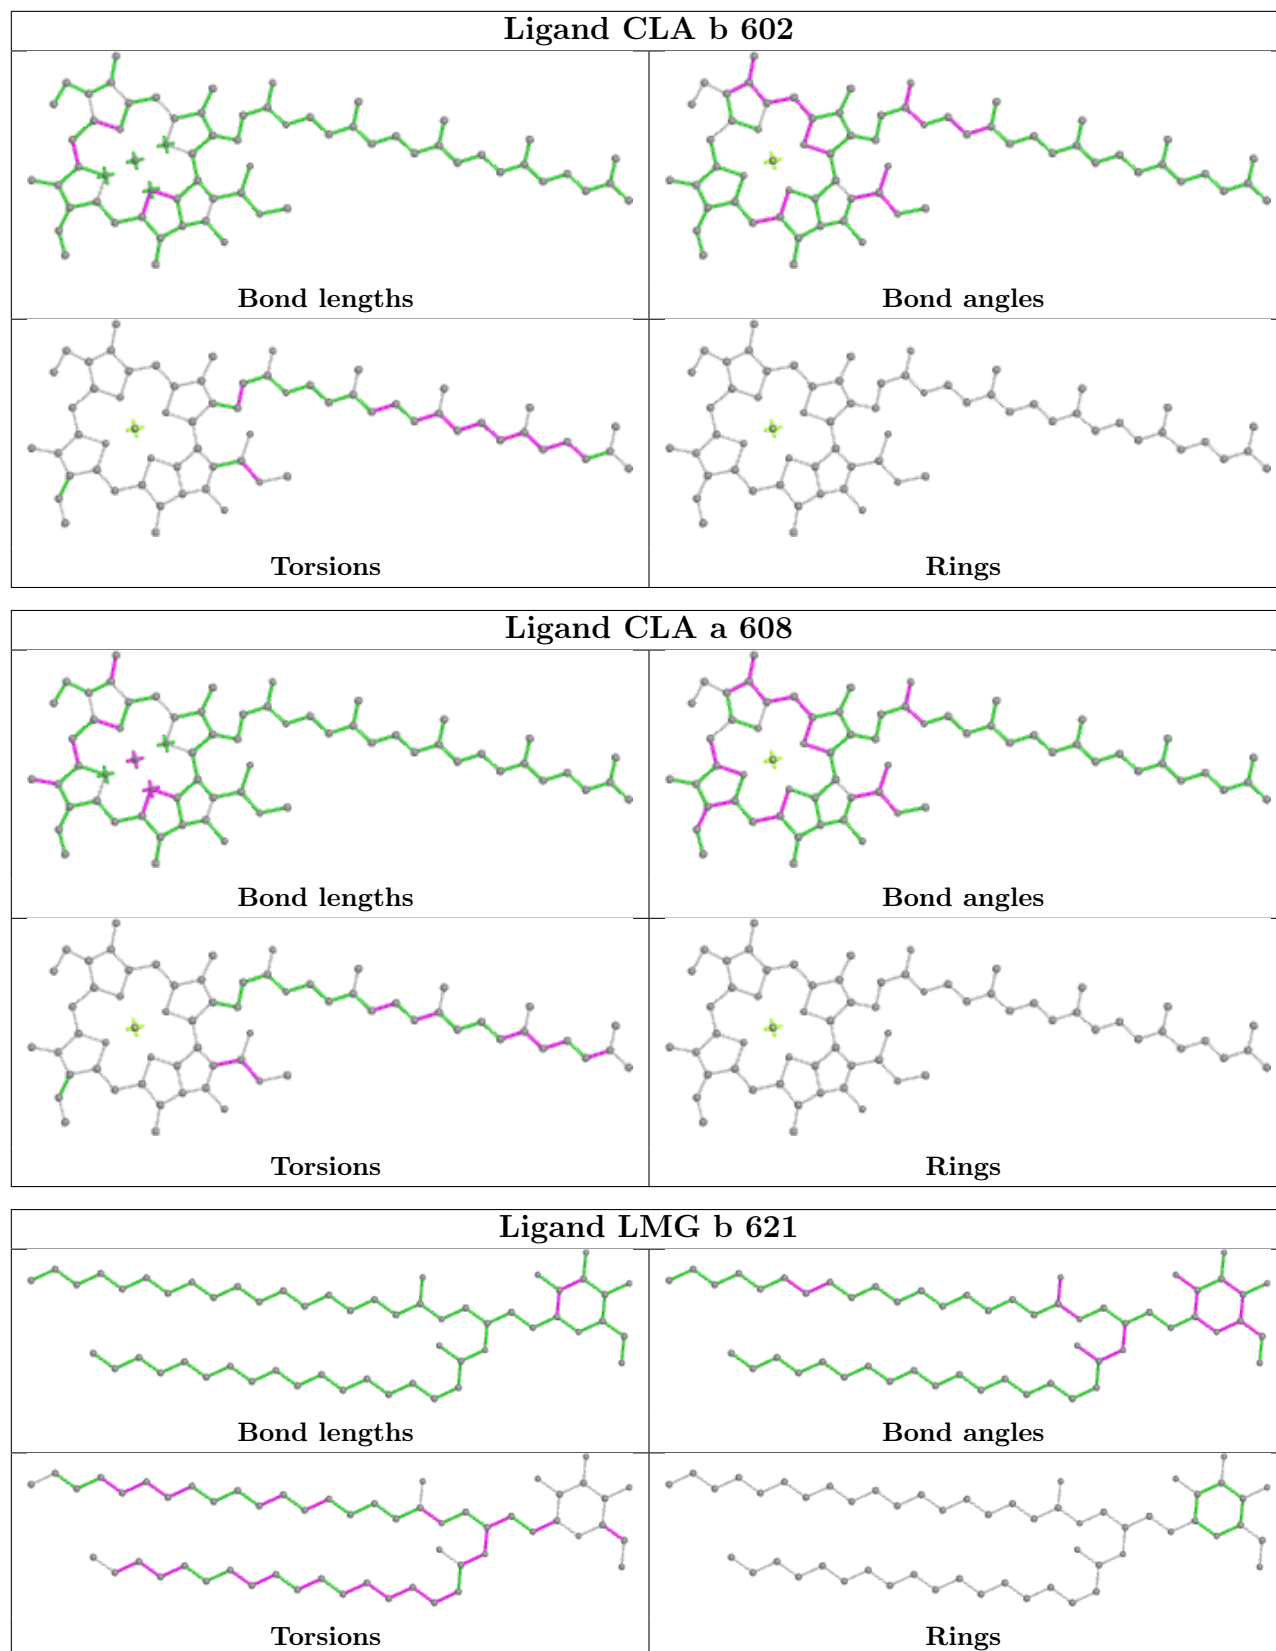 Ligand CLA b 602
Bond lengths
Bond angles
Torsions
Rings
Ligand CLA a 608
Bond lengths
Bond angles
Torsions
Rings
Ligand LMG b 621
Bond lengths
Bond angles
Torsions
Rings